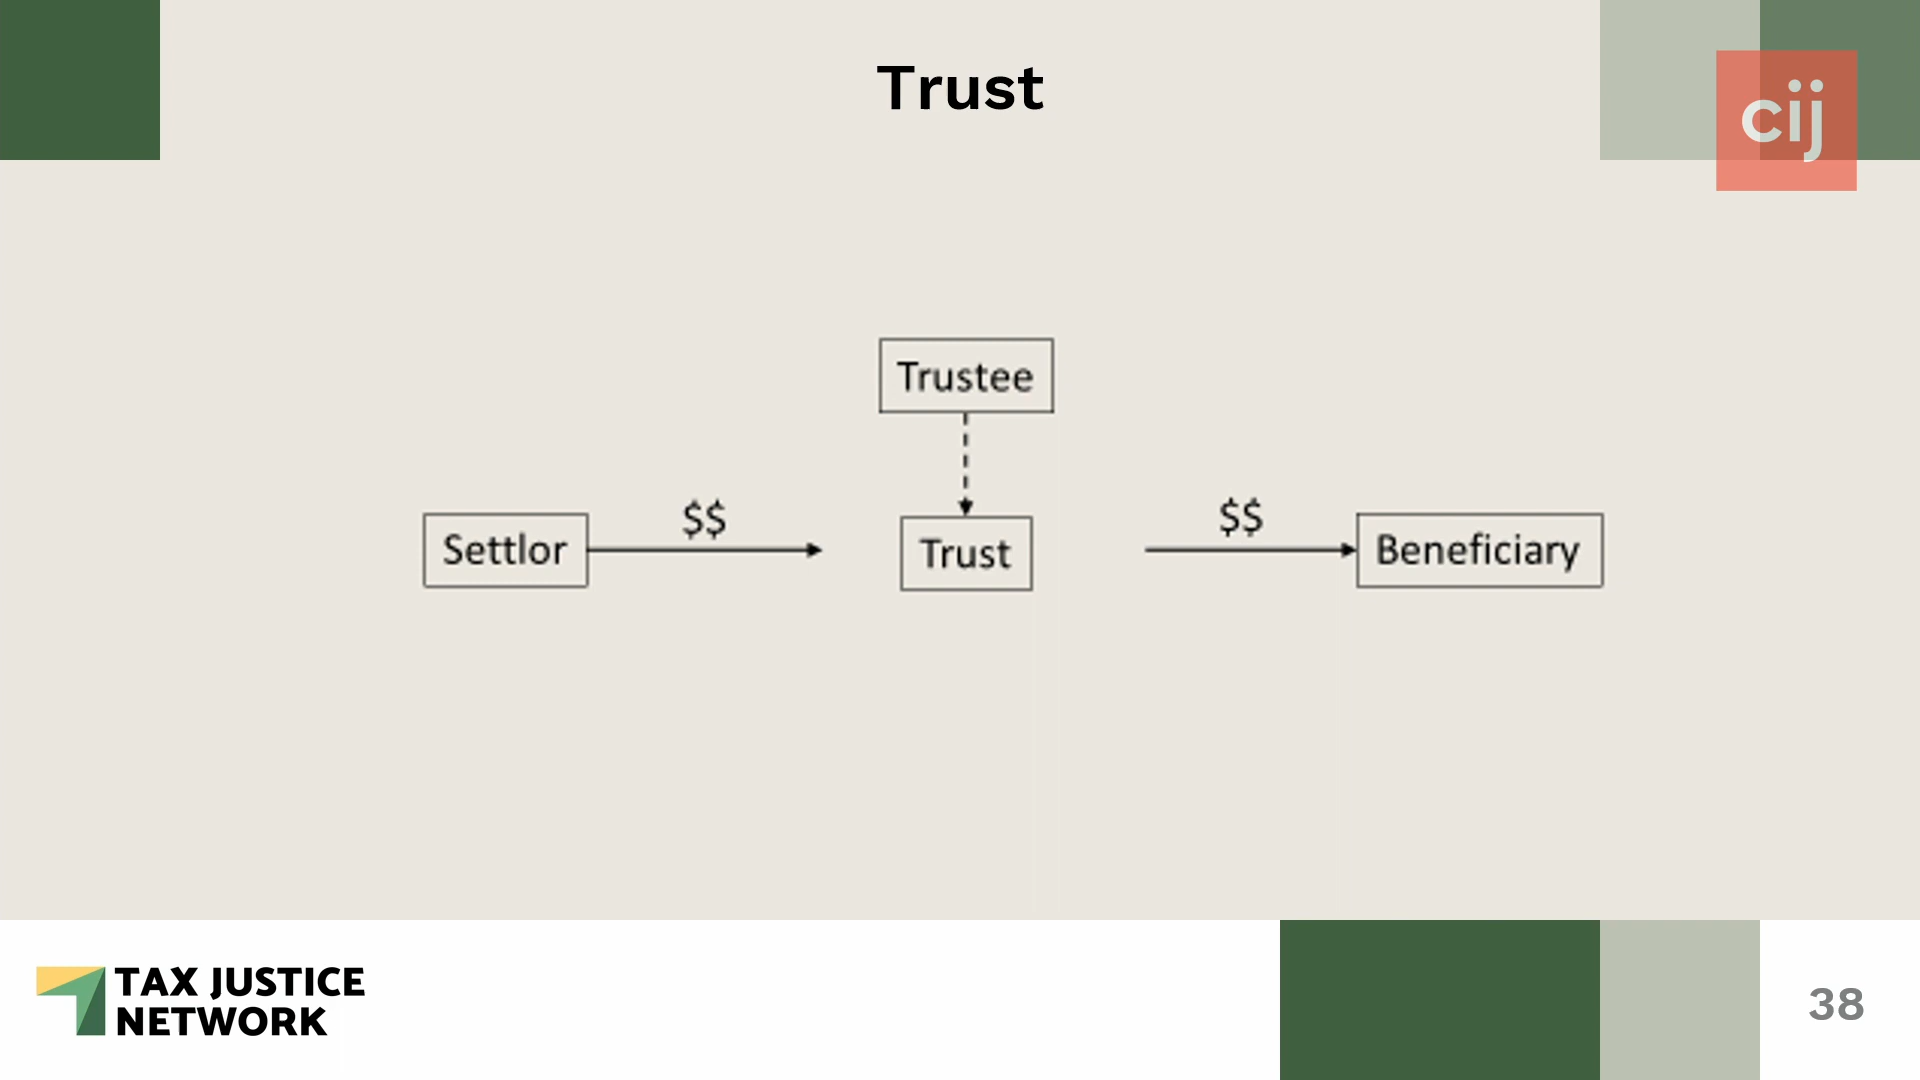 Trust
cij
Trustee
$$
$$
Settlor
Trust
Beneficiary
TAX JUSTICE
NETWORK
38